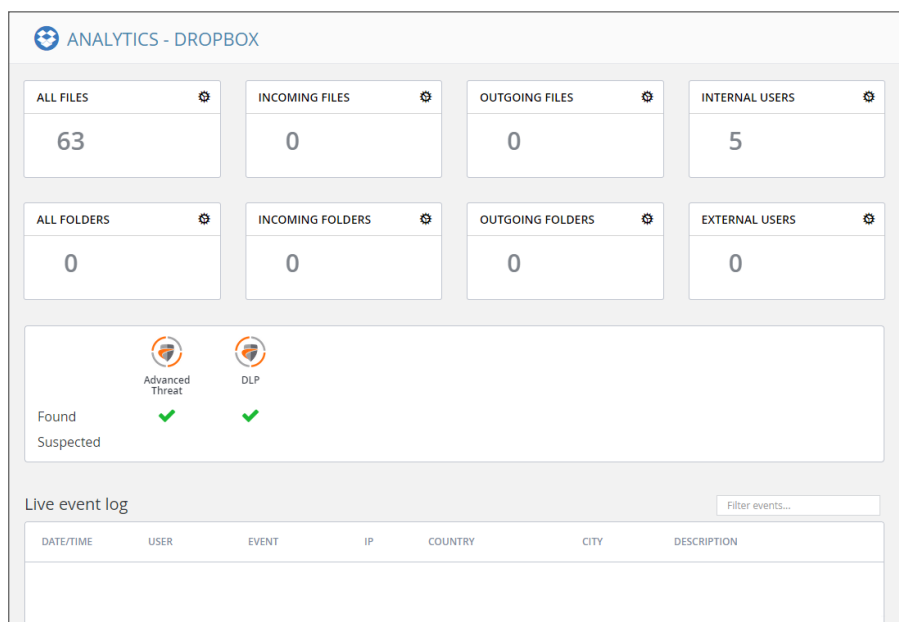 ANALYTICS - DROPBOX
ALL FILES
INCOMING FILES
OUTGOING FILES
INTERNAL USERS
63
0
0
5
ALL FOLDERS
INCOMING FOLDERS
OUTGOING FOLDERS
EXTERNAL USERS
0
0
0
0
Advanced
Threat
DLP
Found
Suspected
Live event log
Filter events...
DATE/TIME
USER
EVENT
IP
COUNTRY
CITY
DESCRIPTION